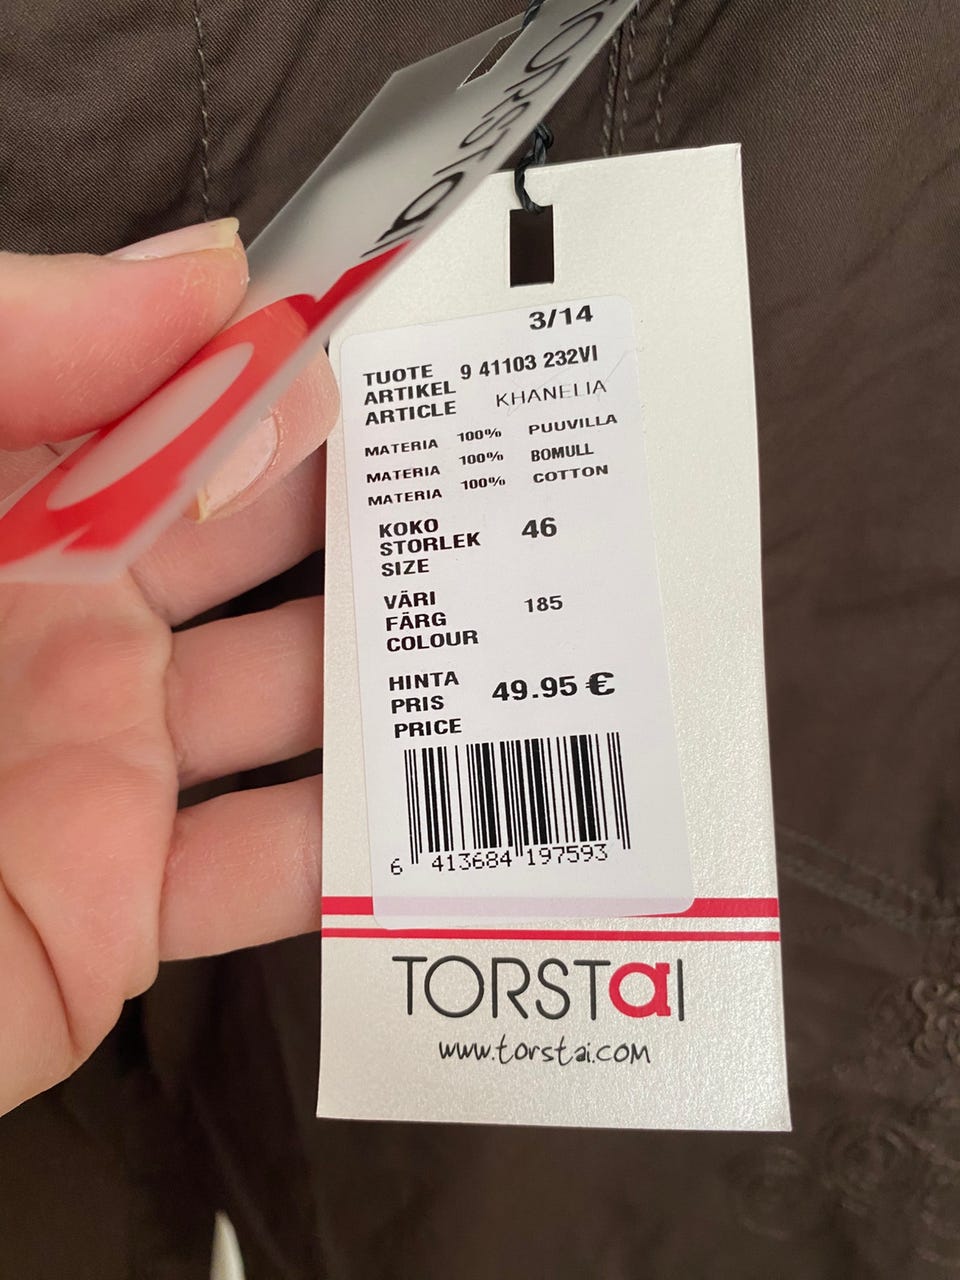 TORSTai
3/14
TUOTE 9 41103 232VI
ARTIKEL
ARTICLE KHANELIA
MATERIA 100% PUUVILLA
MATERIA 100% BOMULL
MATERIA 100% COTTON
KOKO
STORLEK 46
SIZE
VÄRI
FÄRG 185
COLOUR
HINTA
PRIS 49.95 €
PRICE
6 413684 197593
TORSTaI
www.torstai.com